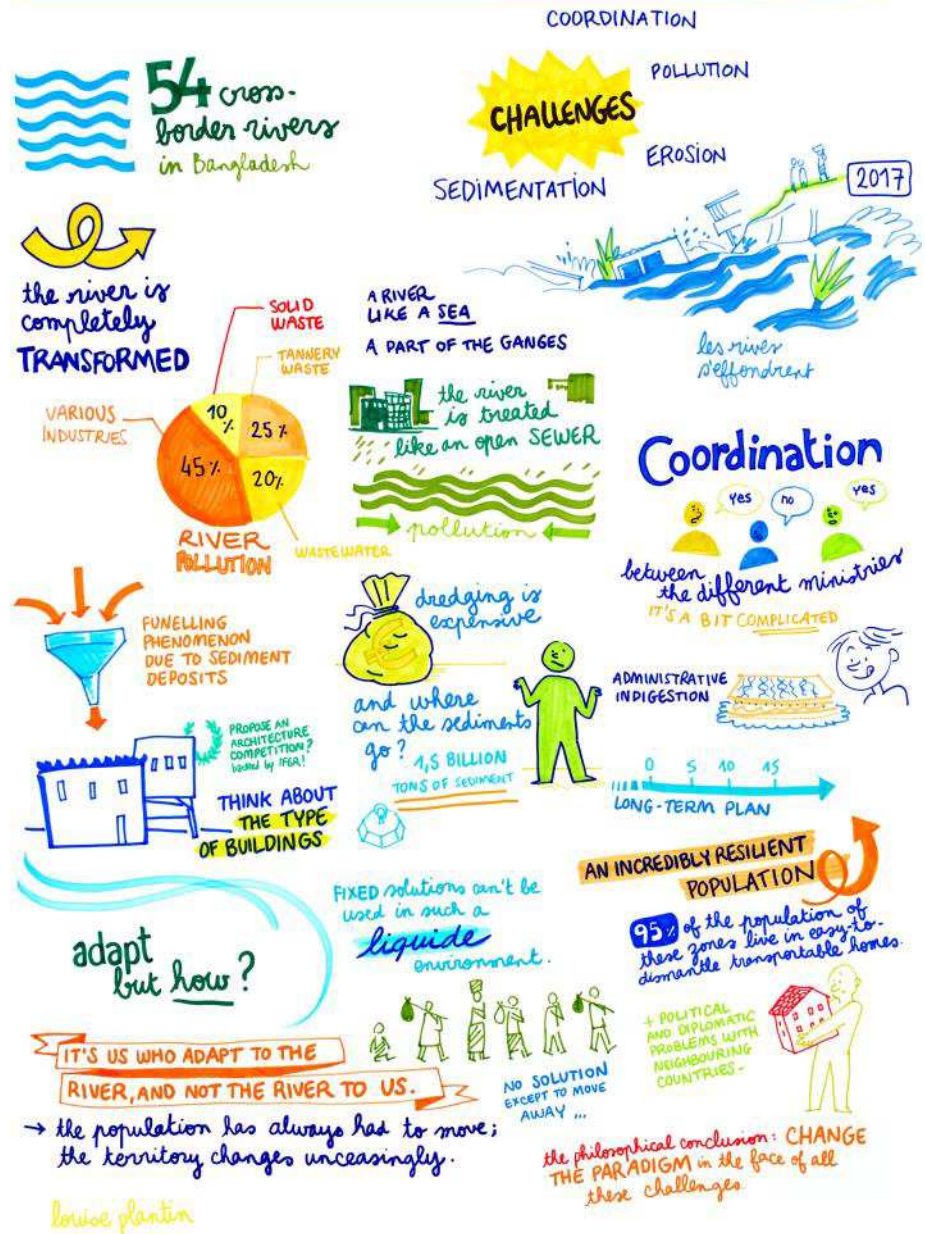 54 cross-
border rivers
in Bangladesh
COORDINATION
POLLUTION
CHALLENGES
EROSION
SEDIMENTATION
2017
les rives
s'effondrent
the river is
completely
TRANSFORMED
SOLID
WASTE
TANNERY
WASTE
VARIOUS
INDUSTRIES
10
%
25%
45%
20%
RIVER
POLLUTION
WASTEWATER
A RIVER
LIKE A SEA
A PART OF THE GANGES
the river
is treated
like an open SEWER
pollution
Coordination
yes
no
yes
between
the different ministries
IT'S A BIT COMPLICATED
FUNELLING
PHENOMENON
DUE TO SEDIMENT
DEPOSITS
dredging is
expensive
€
and where
can the sediments
go?
1,5 BILLION
TONS OF SEDIMENT
ADMINISTRATIVE
INDIGESTION
0 5 10 15
LONG-TERM PLAN
PROPOSE AN
ARCHITECTURE
COMPETITION?
backed by IFGR!
THINK ABOUT
THE TYPE
OF BUILDINGS
AN INCREDIBLY RESILIENT
POPULATION
95% of the population of
these zones live in easy-to-
dismantle transportable homes.
adapt
but how?
FIXED solutions can't be
used in such a
liquide
environment.
+ POLITICAL
AND DIPLOMATIC
PROBLEMS WITH
NEIGHBOURING
COUNTRIES-
IT'S US WHO ADAPT TO THE
RIVER, AND NOT THE RIVER TO US.
→ the population has always had to move;
the territory changes unceasingly.
NO SOLUTION
EXCEPT TO MOVE
AWAY ...
the philosophical conclusion: CHANGE
THE PARADIGM in the face of all
these challenges
louise plantin